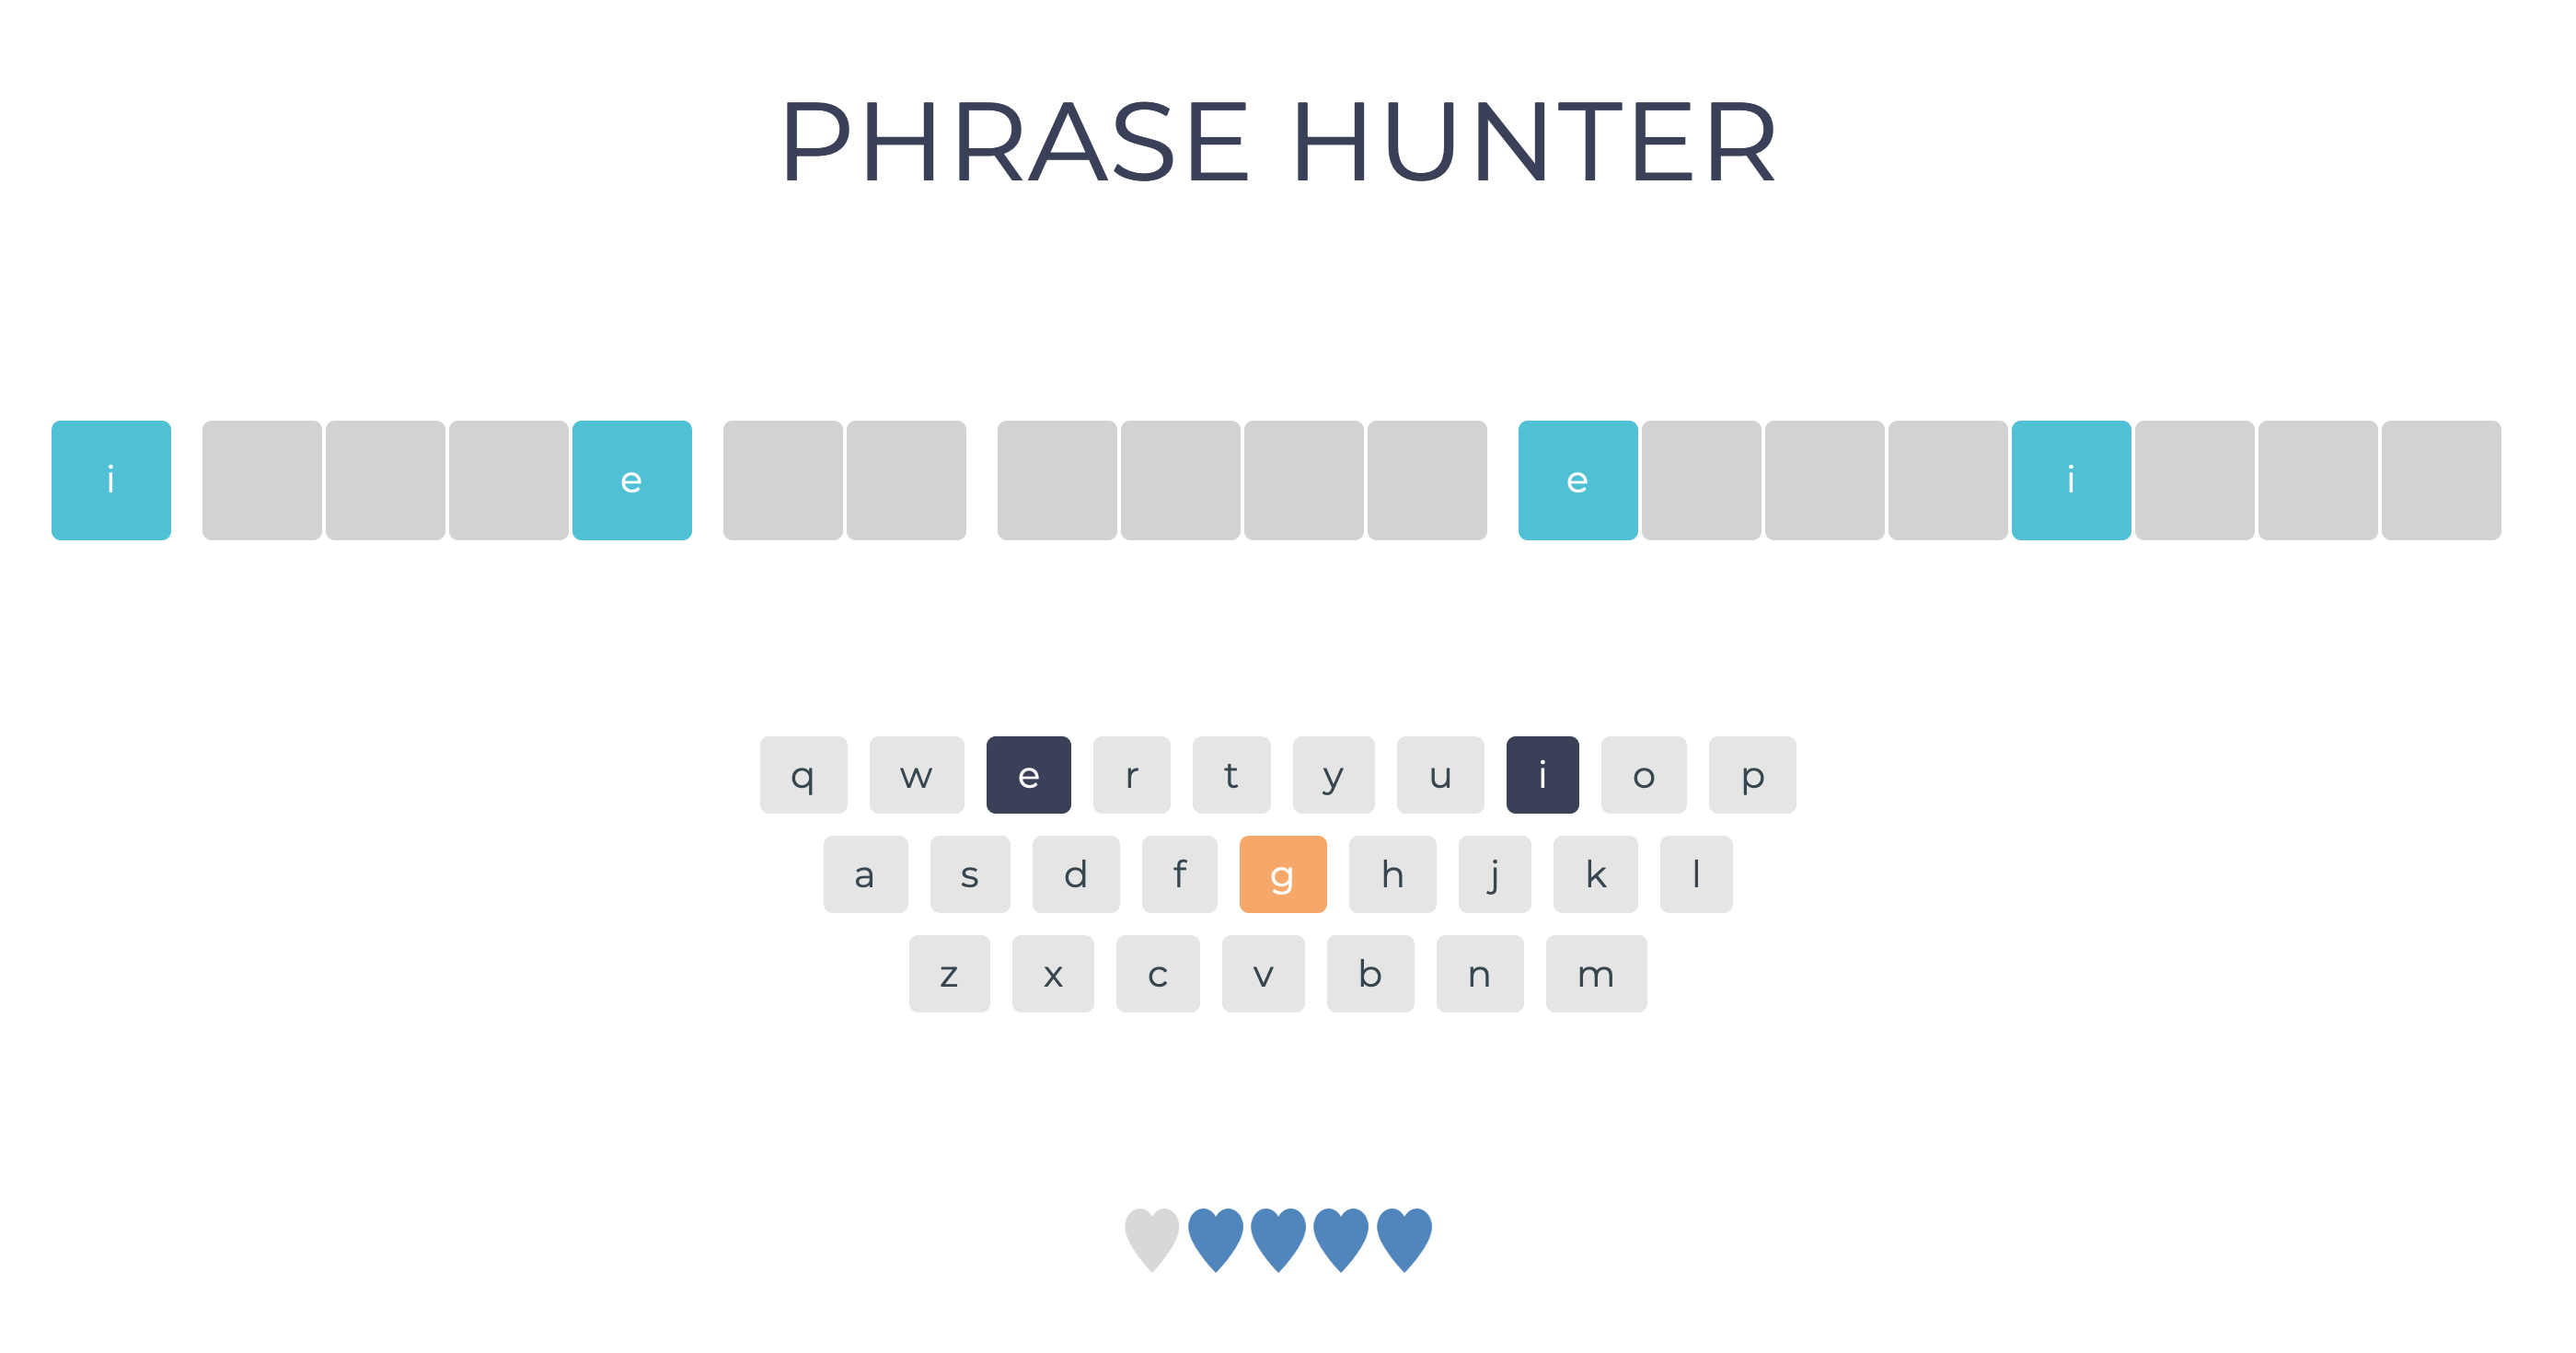 PHRASE HUNTER
i e e i
q w e r t y u i o p
a s d f g h j k l
z x c v b n m